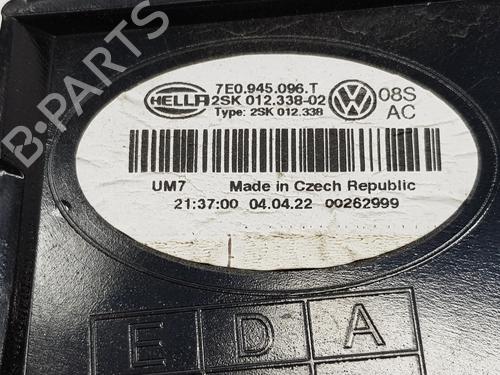 B-PARTS
HELLA
7E0.945.096.T
2SK 012.338-02
Type: 2SK 012.338
VW
08S
AC
UM7 Made in Czech Republic
21:37:00 04.04.22 00262999
E D A